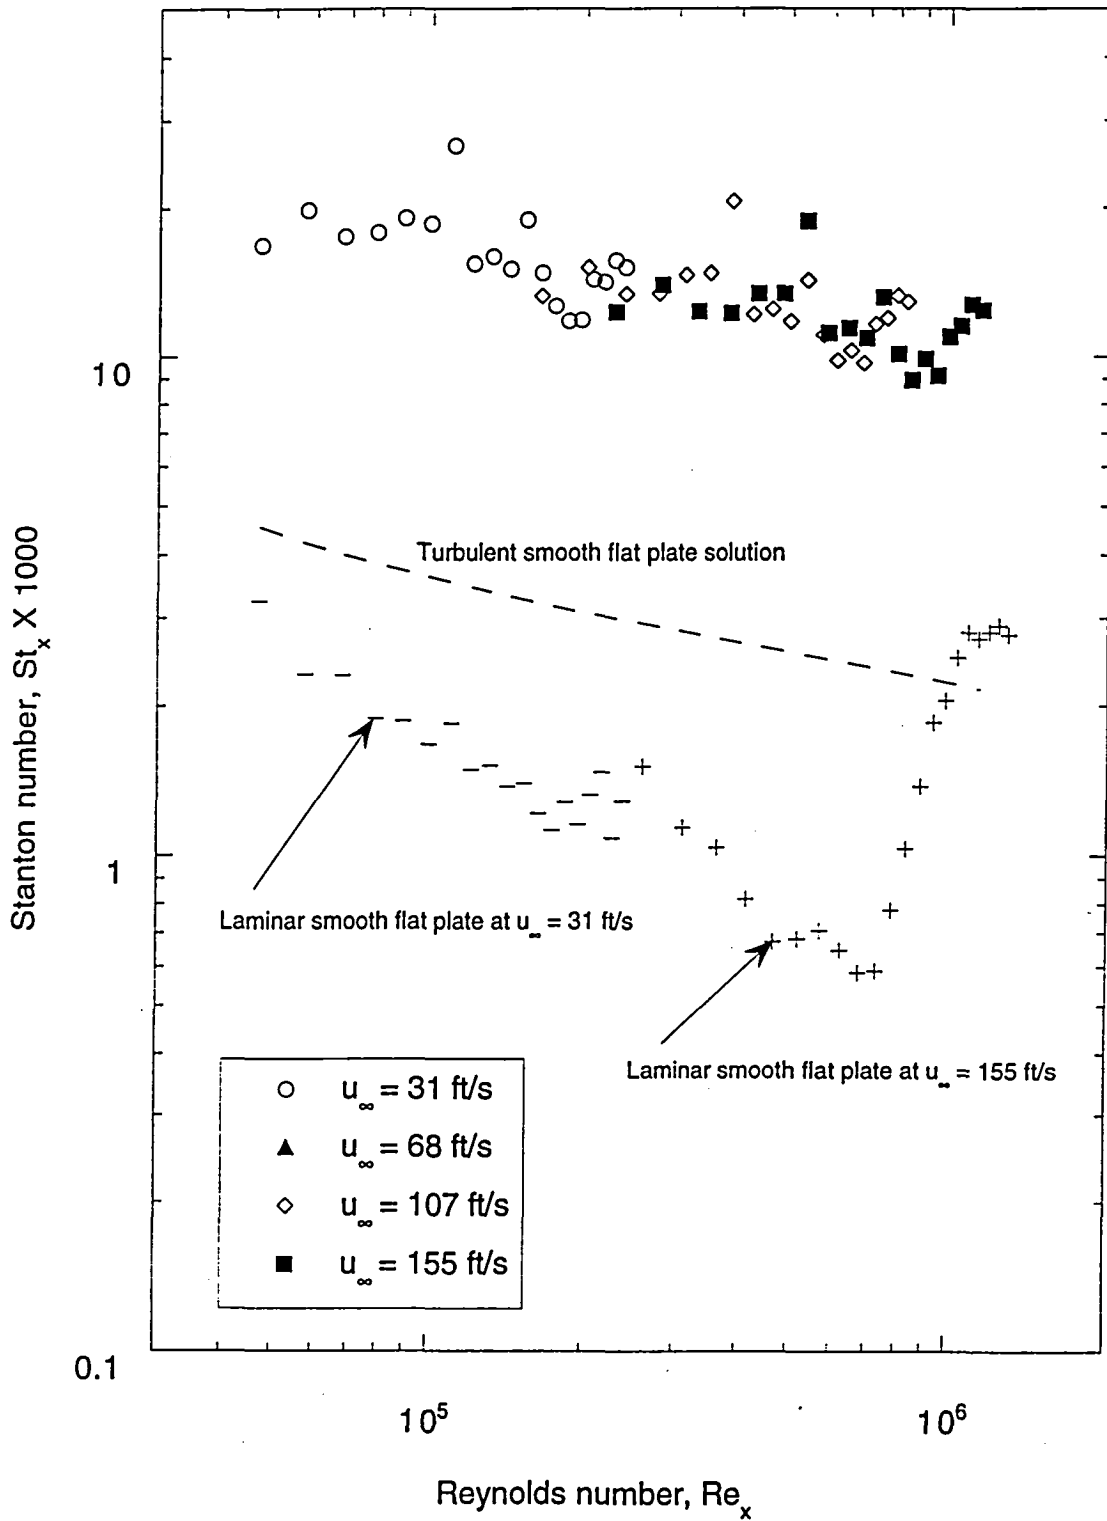 10
1
0.1
Stanton number, St_x X 1000
Turbulent smooth flat plate solution
Laminar smooth flat plate at u_∞ = 31 ft/s
Laminar smooth flat plate at u_∞ = 155 ft/s
u_∞ = 31 ft/s
u_∞ = 68 ft/s
u_∞ = 107 ft/s
u_∞ = 155 ft/s
10^5
10^6
Reynolds number, Re_x